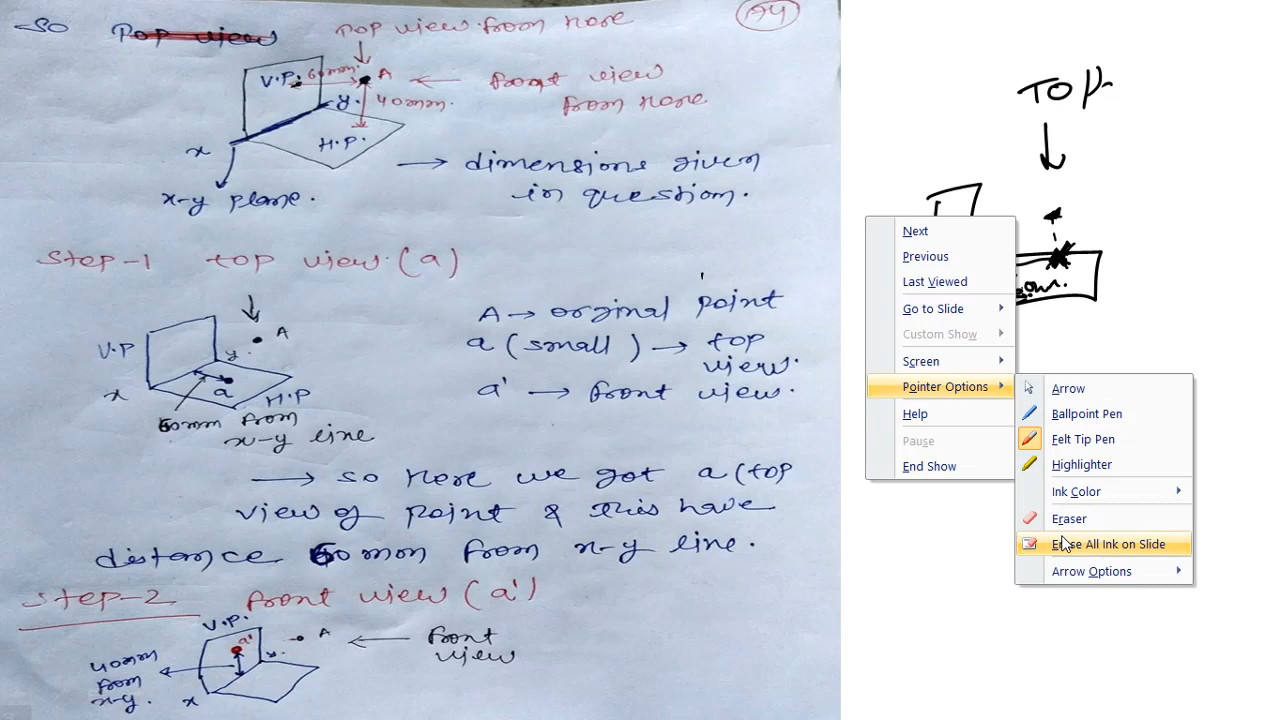 so Pop view Top view from here
194
V.P. 60mm. A ← front view
from here
y. 40mm.
x H.P.
→ dimensions given
x-y plane. in question.
Step-1 top view (a)
A → orginal point
A a (small) → top
view.
V.P y. a' → front view.
x a H.P
60mm from
x-y line
→ so here we got a (top
view of point & this have
distance 60mm from x-y line.
Step-2 front view (a')
V.P.
a' A ← front
view
40mm y.
from
x-y. x
TOP.
Next
Previous
Last Viewed
Go to Slide
Custom Show
Screen
Pointer Options
Help
Pause
End Show
Arrow
Ballpoint Pen
Felt Tip Pen
Highlighter
Ink Color
Eraser
Erase All Ink on Slide
Arrow Options